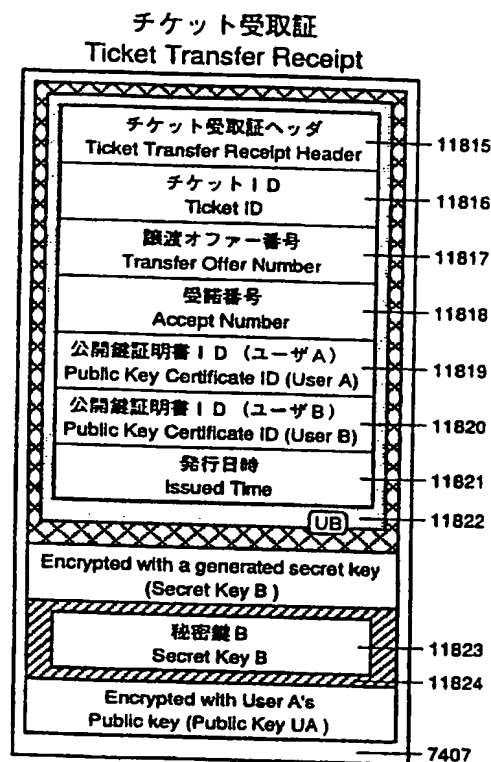 チケット受取証
Ticket Transfer Receipt
チケット受取証ヘッダ
Ticket Transfer Receipt Header
11815
チケットID
Ticket ID
11816
譲渡オファー番号
Transfer Offer Number
11817
受諾番号
Accept Number
11818
公開鍵証明書ID（ユーザA）
Public Key Certificate ID (User A)
11819
公開鍵証明書ID（ユーザB）
Public Key Certificate ID (User B)
11820
発行日時
Issued Time
11821
UB
11822
Encrypted with a generated secret key
(Secret Key B )
秘密鍵B
Secret Key B
11823
11824
Encrypted with User A's
Public key (Public Key UA )
7407